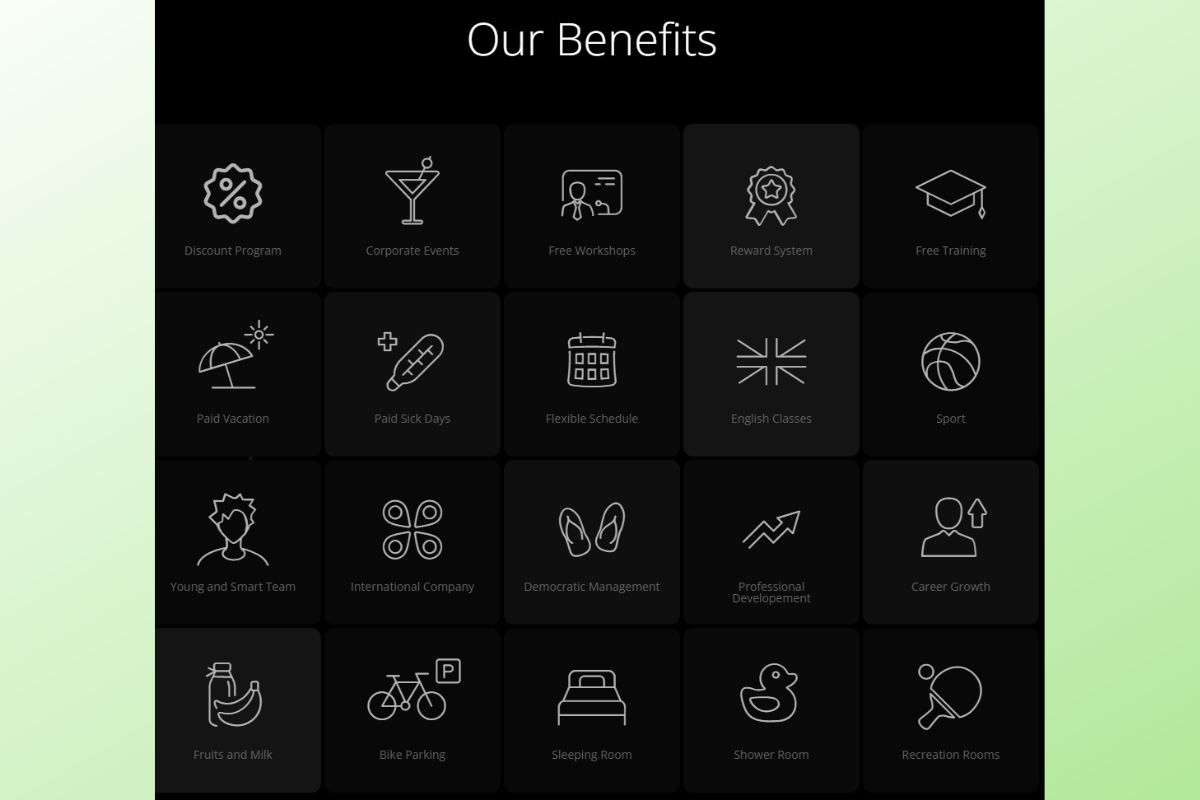 Our Benefits
Discount Program
Corporate Events
Free Workshops
Reward System
Free Training
Paid Vacation
Paid Sick Days
Flexible Schedule
English Classes
Sport
Young and Smart Team
International Company
Democratic Management
Professional
Developement
Career Growth
P
Fruits and Milk
Bike Parking
Sleeping Room
Shower Room
Recreation Rooms